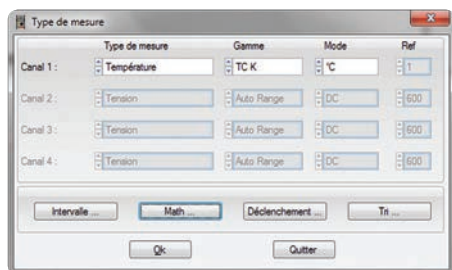 Type de mesure
Type de mesure Gamme Mode Ref
Canal 1 : Température TC K °C 1
Canal 2 : Tension Auto Range DC 600
Canal 3 : Tension Auto Range DC 600
Canal 4 : Tension Auto Range DC 600
Intervalle ... Math ... Déclenchement ... Tri ...
Ok Quitter